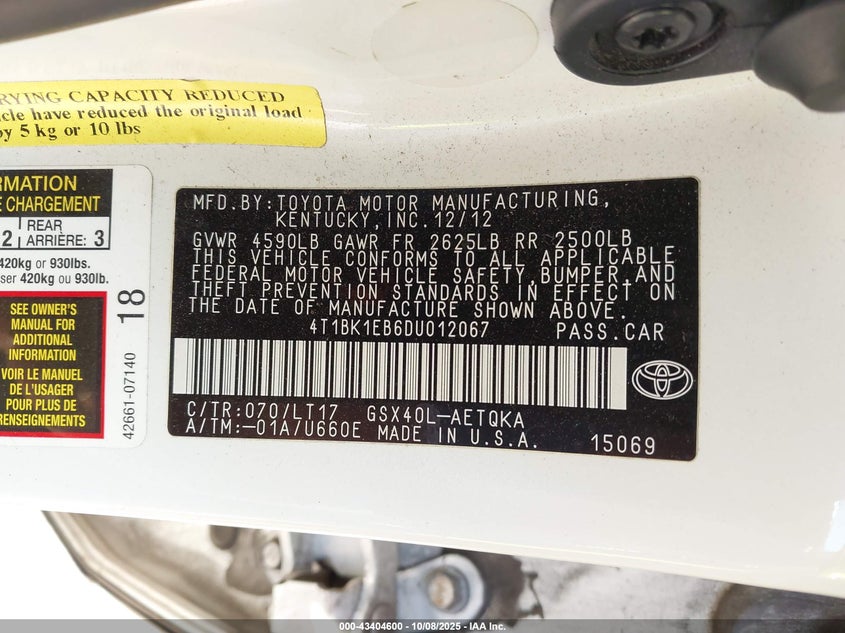 RYING CAPACITY REDUCED
icle have reduced the original load
by 5 kg or 10 lbs
RMATION
E CHARGEMENT
2 REAR
ARRIÈRE: 3
420kg or 930lbs.
ser 420kg ou 930lb.
SEE OWNER'S
MANUAL FOR
ADDITIONAL
INFORMATION
VOIR LE MANUEL
DE L'USAGER
POUR PLUS DE
RENSEIGNEMENTS
42661-07140
18
MFD.BY:TOYOTA MOTOR MANUFACTURING,
KENTUCKY, INC. 12/12
GVWR 4590LB GAWR FR 2625LB RR 2500LB
THIS VEHICLE CONFORMS TO ALL APPLICABLE
FEDERAL MOTOR VEHICLE SAFETY, BUMPER, AND
THEFT PREVENTION STANDARDS IN EFFECT ON
THE DATE OF MANUFACTURE SHOWN ABOVE.
4T1BK1EB6DU012067 PASS.CAR
C/TR:070/LT17 GSX40L-AETQKA
A/TM:-01A/U660E MADE IN U.S.A. 15069
000-43404600 - 10/08/2025 - IAA Inc.